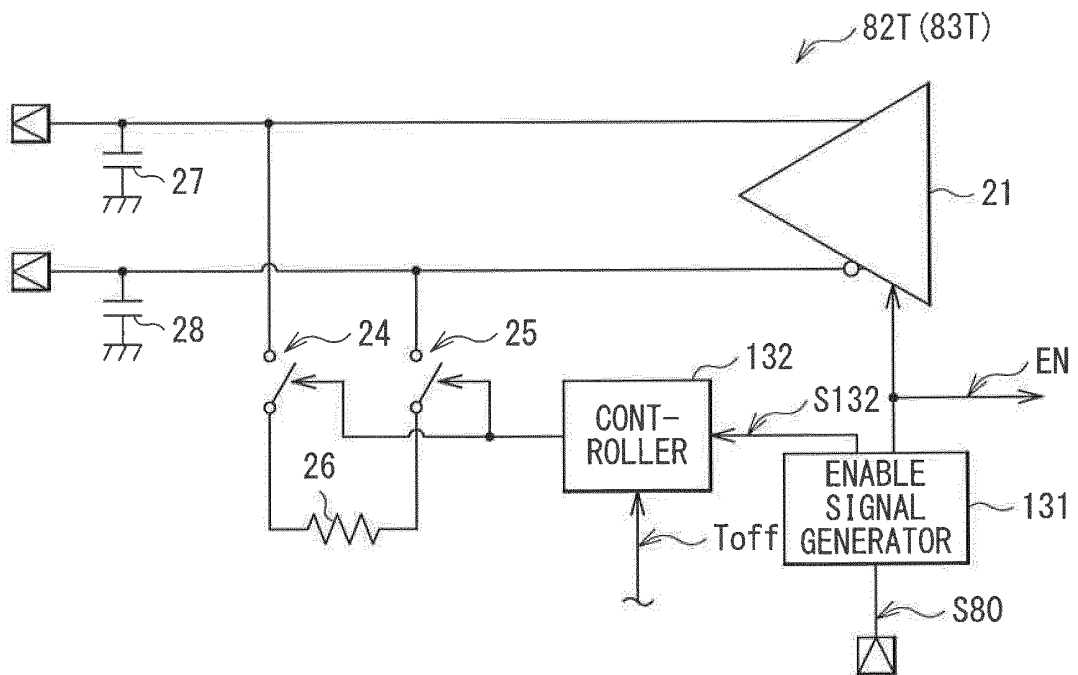 82T (83T)
27
21
28
24
25
132
EN
S132
CONT-
ROLLER
ENABLE
SIGNAL
GENERATOR
131
26
Toff
S80